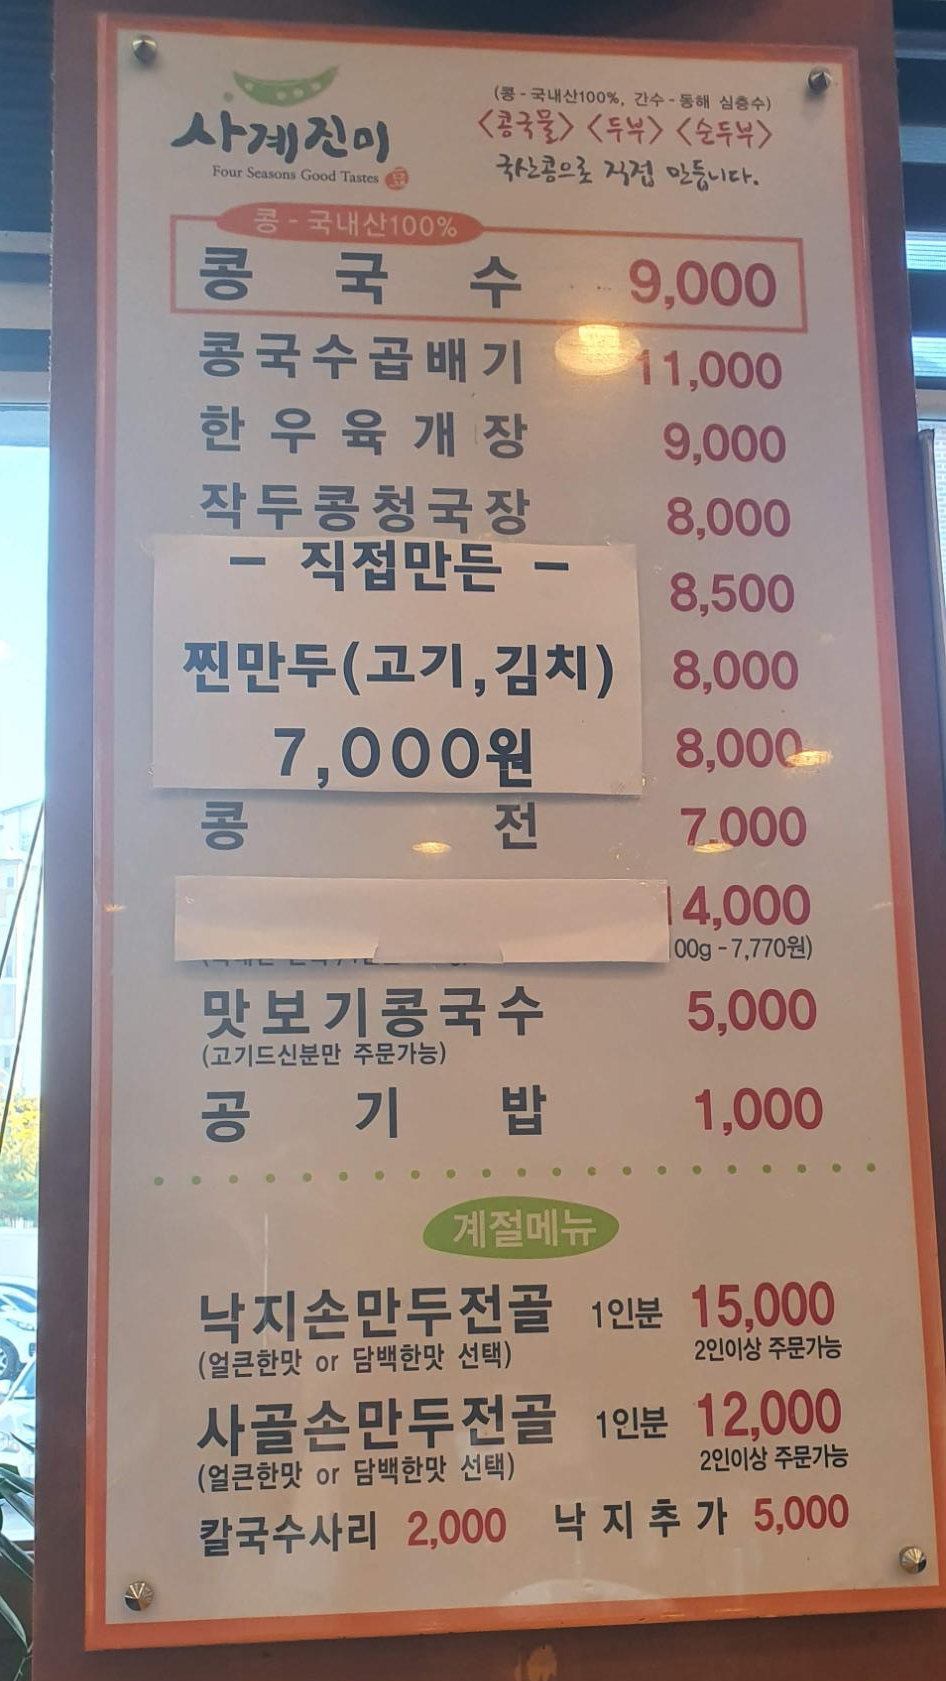 사계진미
Four Seasons Good Tastes
(콩-국내산100%, 간수-동해 심층수)
<콩국물> <두부> <순두부>
국산콩으로 직접 만듭니다.
콩-국내산100%
콩국수 9,000
콩국수곱배기 11,000
한우육개장 9,000
작두콩청국장 8,000
- 직접만든 -
8,500
찐만두(고기,김치)
8,000
7,000원
8,000
콩전 7,000
14,000
00g-7,770원)
맛보기콩국수 5,000
(고기드신분만 주문가능)
공기밥 1,000
계절메뉴
낙지손만두전골 1인분 15,000
(얼큰한맛 or 담백한맛 선택) 2인이상 주문가능
사골손만두전골 1인분 12,000
(얼큰한맛 or 담백한맛 선택) 2인이상 주문가능
칼국수사리 2,000 낙지추가 5,000